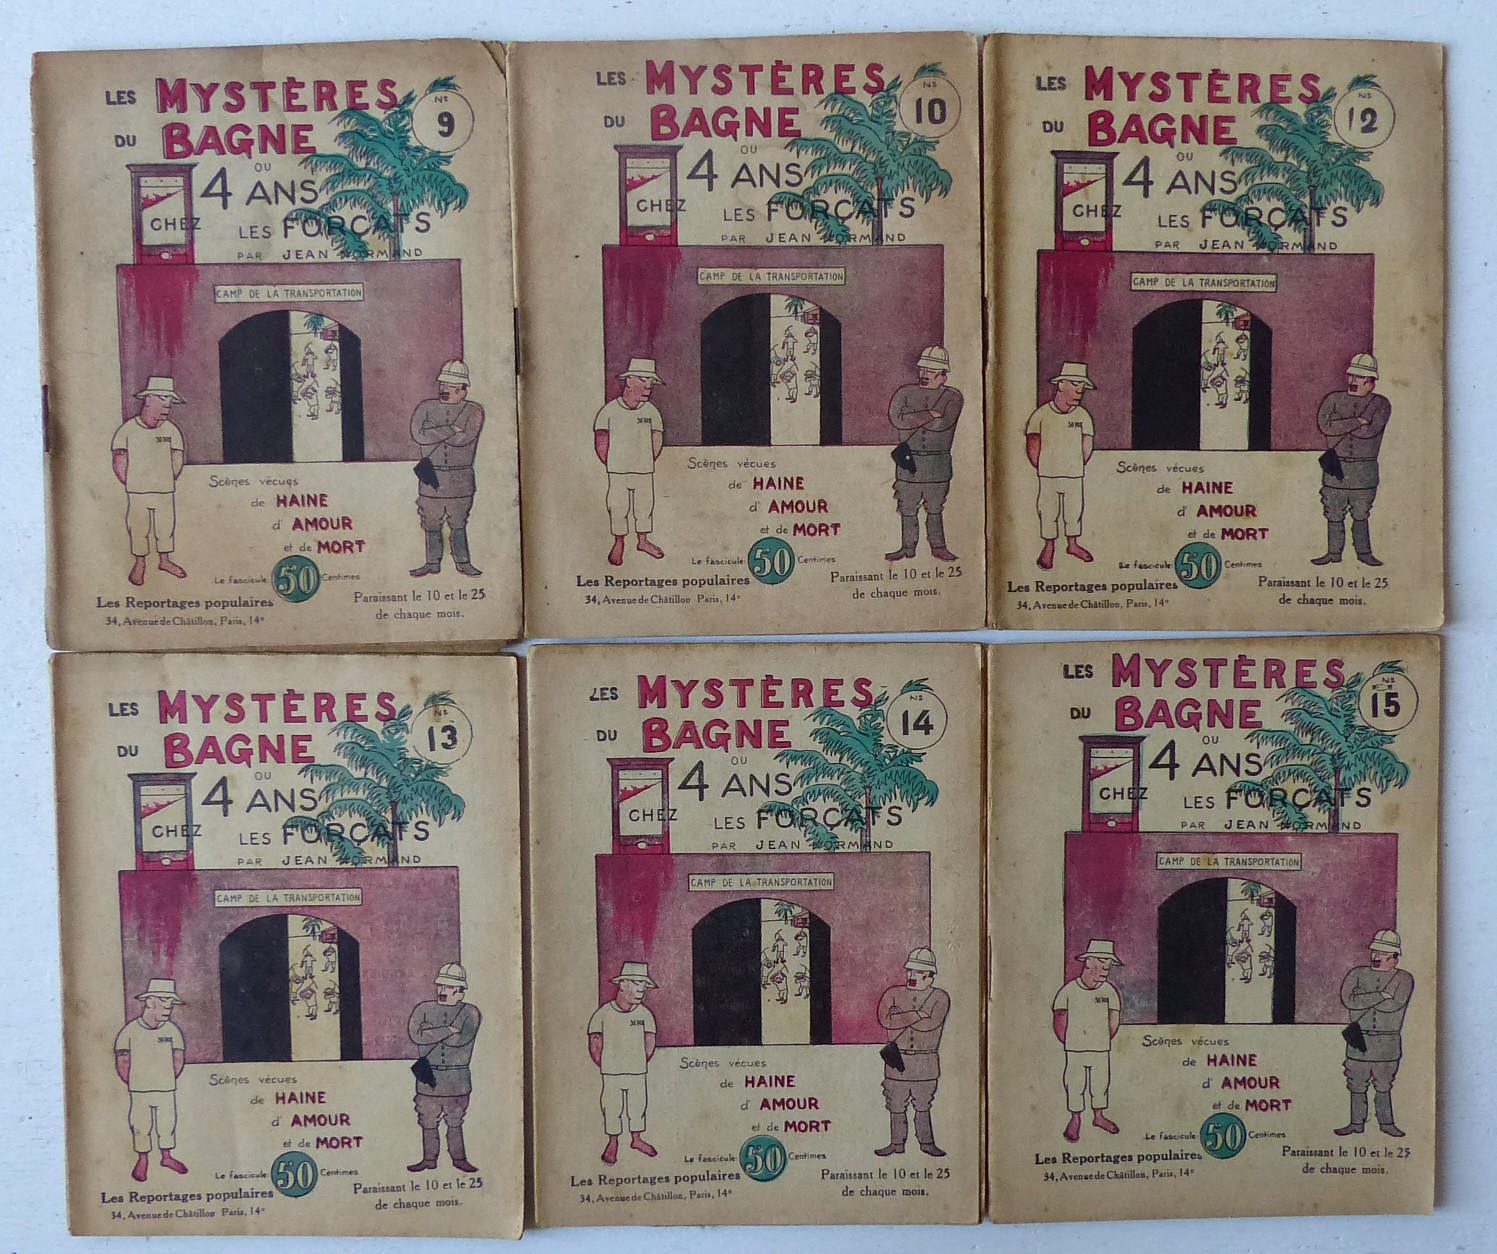 LES MYSTÈRES Nº 9
DU BAGNE
OU
4 ANS
CHEZ LES FORÇATS
PAR JEAN NORMAND
CAMP DE LA TRANSPORTATION
Scènes vécues
de HAINE
d' AMOUR
et de MORT
Le fascicule 50 Centimes
Les Reportages populaires
34, Avenue de Châtillon, Paris, 14e
Paraissant le 10 et le 25
de chaque mois.
LES MYSTÈRES Nº 10
DU BAGNE
OU
4 ANS
CHEZ LES FORÇATS
PAR JEAN NORMAND
CAMP DE LA TRANSPORTATION
Scènes vécues
de HAINE
d' AMOUR
et de MORT
Le fascicule 50 Centimes
Les Reportages populaires
34, Avenue de Châtillon Paris, 14e
Paraissant le 10 et le 25
de chaque mois.
LES MYSTÈRES Nº 12
DU BAGNE
OU
4 ANS
CHEZ LES FORÇATS
PAR JEAN NORMAND
CAMP DE LA TRANSPORTATION
Scènes vécues
de HAINE
d' AMOUR
et de MORT
Le fascicule 50 Centimes
Les Reportages populaires
34, Avenue de Châtillon, Paris, 14e
Paraissant le 10 et le 25
de chaque mois.
LES MYSTÈRES Nº 13
DU BAGNE
OU
4 ANS
CHEZ LES FORÇATS
PAR JEAN NORMAND
CAMP DE LA TRANSPORTATION
Scènes vécues
de HAINE
d' AMOUR
et de MORT
Le fascicule 50 Centimes
Les Reportages populaires
34, Avenue de Châtillon Paris, 14e
Paraissant le 10 et le 25
de chaque mois.
LES MYSTÈRES Nº 14
DU BAGNE
OU
4 ANS
CHEZ LES FORÇATS
PAR JEAN NORMAND
CAMP DE LA TRANSPORTATION
Scènes vécues
de HAINE
d' AMOUR
et de MORT
Le fascicule 50 Centimes
Les Reportages populaires
34, Avenue de Châtillon, Paris, 14e
Paraissant le 10 et le 25
de chaque mois.
LES MYSTÈRES Nº 15
DU BAGNE
OU
4 ANS
CHEZ LES FORÇATS
PAR JEAN NORMAND
CAMP DE LA TRANSPORTATION
Scènes vécues
de HAINE
d' AMOUR
et de MORT
Le fascicule 50 Centimes
Les Reportages populaires
34, Avenue de Châtillon, Paris, 14e
Paraissant le 10 et le 25
de chaque mois.